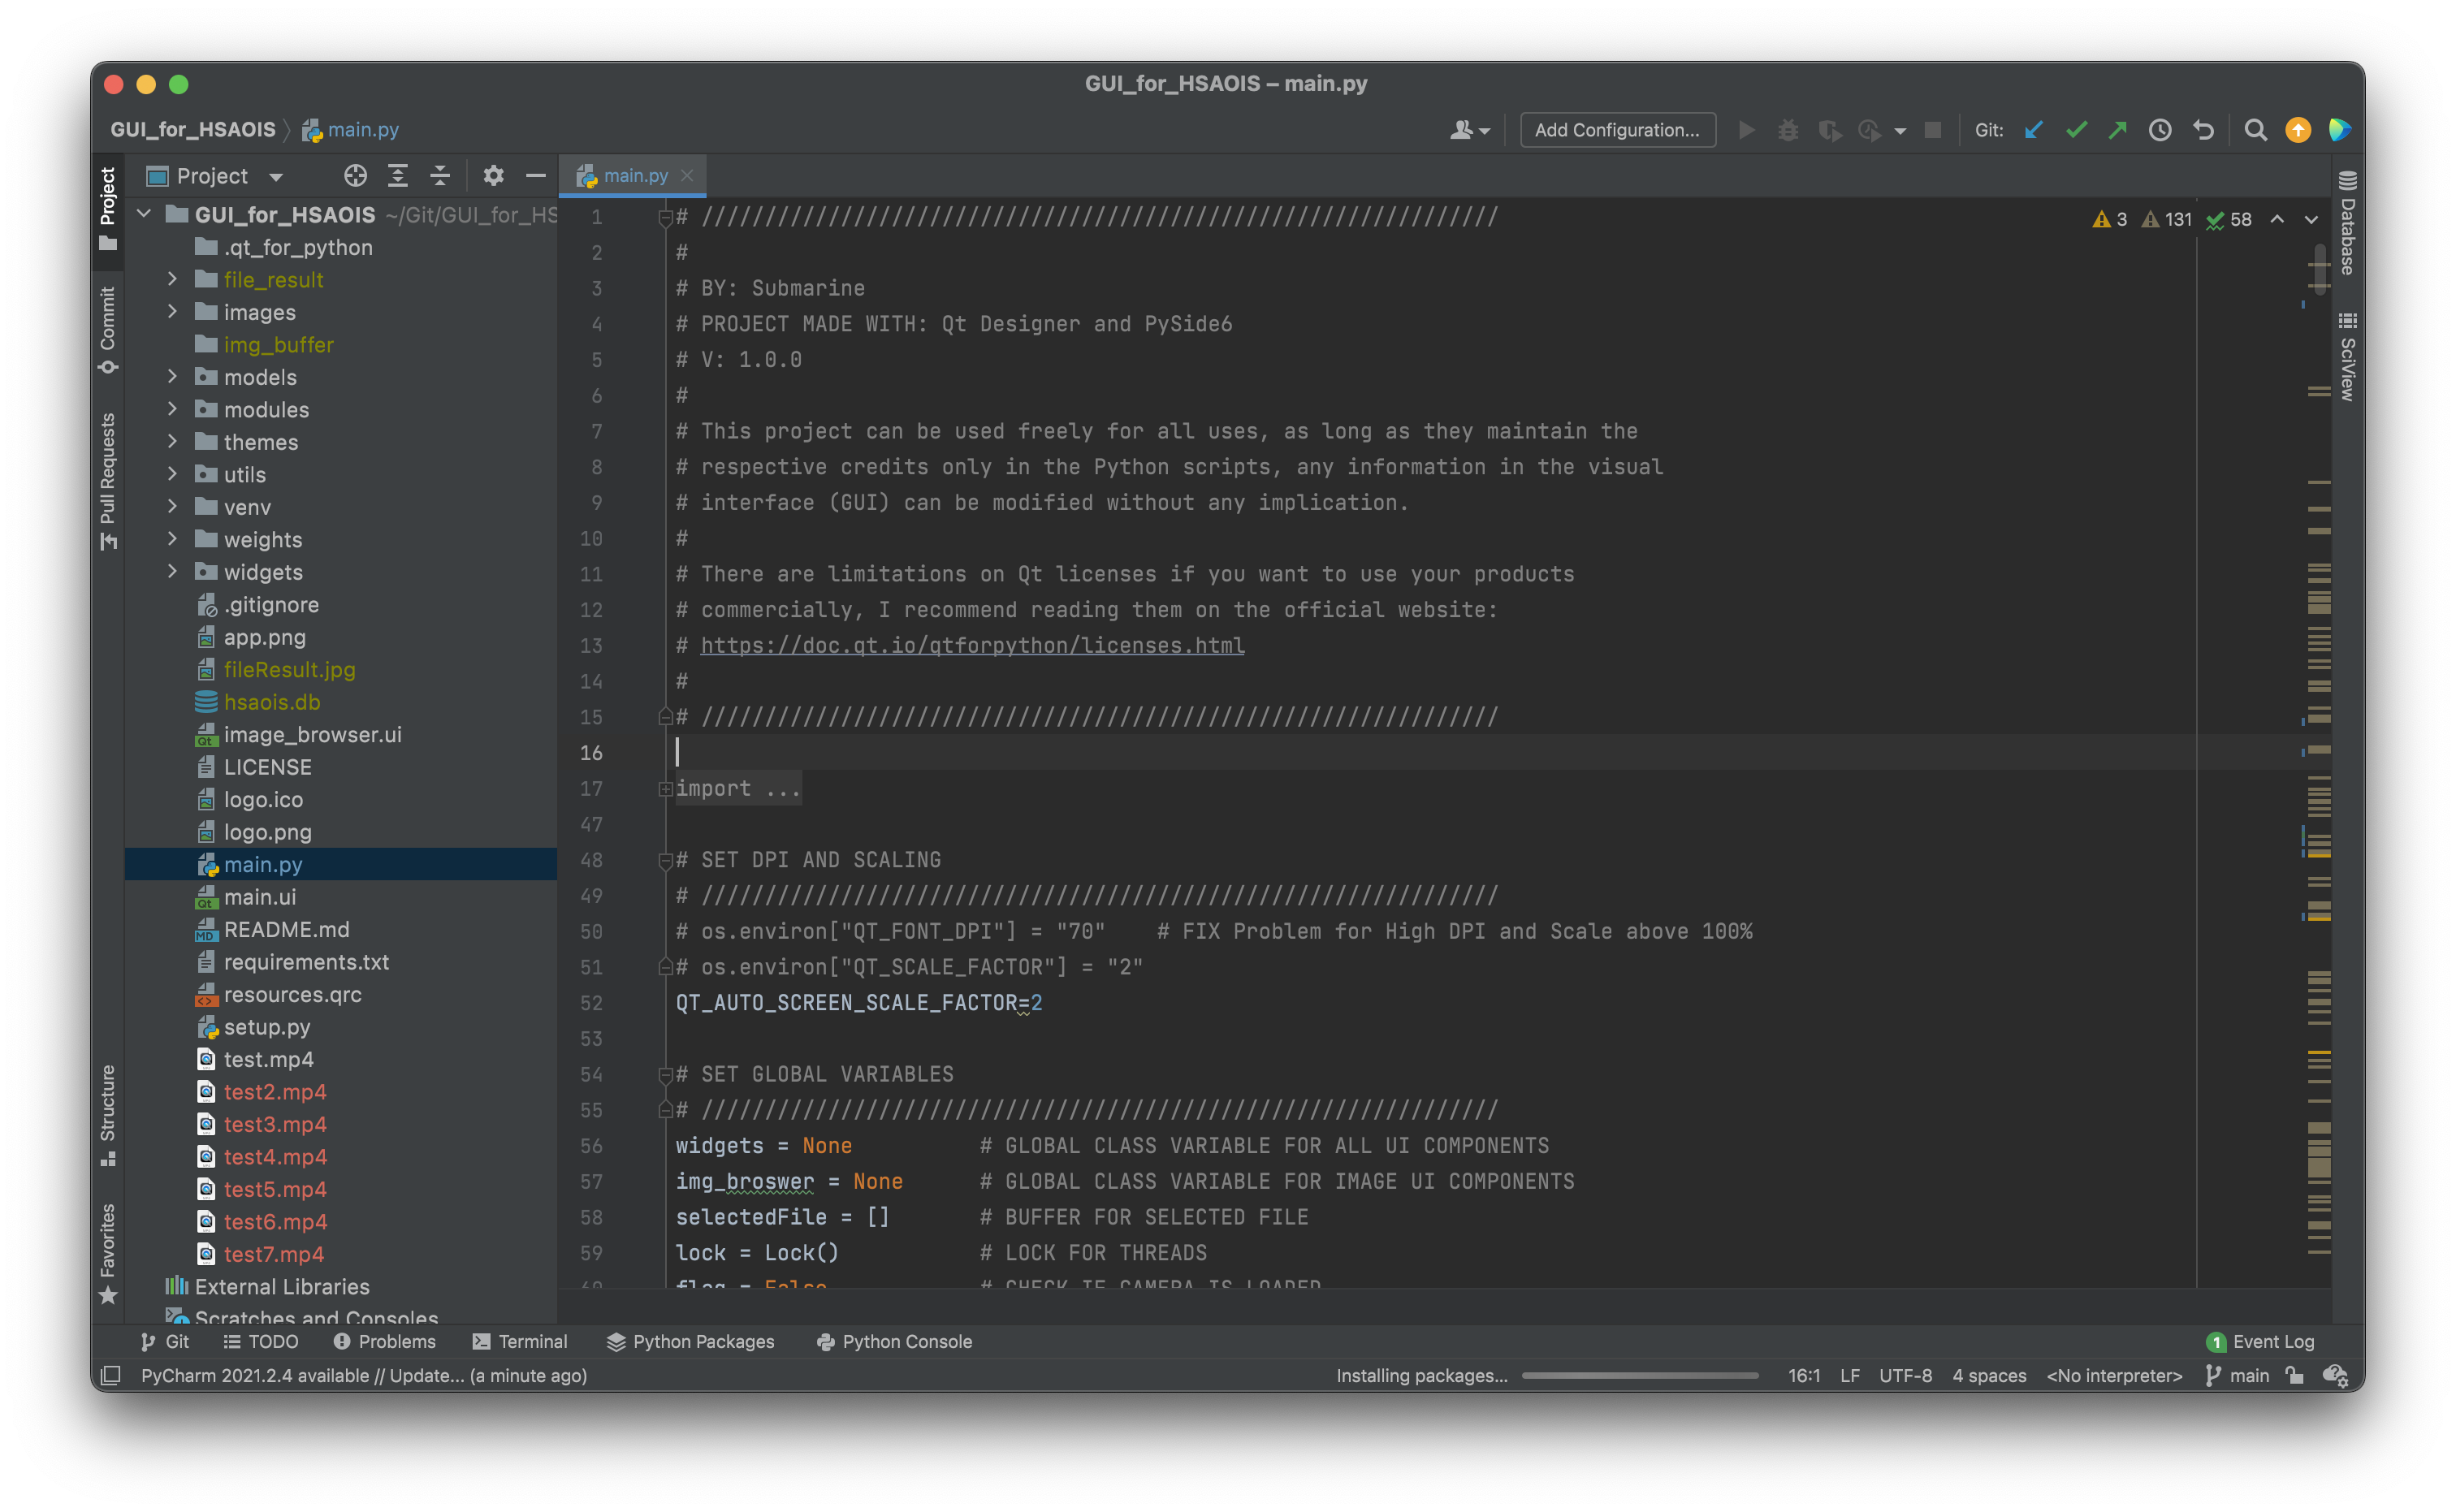 GUI_for_HSAOIS – main.py
GUI_for_HSAOIS
main.py
Add Configuration...
Git:
Project
Project
Commit
Pull Requests
Structure
Favorites
GUI_for_HSAOIS ~/Git/GUI_for_HS
.qt_for_python
file_result
images
img_buffer
models
modules
themes
utils
venv
weights
widgets
.gitignore
app.png
fileResult.jpg
hsaois.db
image_browser.ui
LICENSE
logo.ico
logo.png
main.py
main.ui
README.md
requirements.txt
resources.qrc
setup.py
test.mp4
test2.mp4
test3.mp4
test4.mp4
test5.mp4
test6.mp4
test7.mp4
External Libraries
Scratches and Consoles
main.py
3 131 58
1 # ///////////////////////////////////////////////////////////////
2 #
3 # BY: Submarine
4 # PROJECT MADE WITH: Qt Designer and PySide6
5 # V: 1.0.0
6 #
7 # This project can be used freely for all uses, as long as they maintain the
8 # respective credits only in the Python scripts, any information in the visual
9 # interface (GUI) can be modified without any implication.
10 #
11 # There are limitations on Qt licenses if you want to use your products
12 # commercially, I recommend reading them on the official website:
13 # https://doc.qt.io/qtforpython/licenses.html
14 #
15 # ///////////////////////////////////////////////////////////////
16
17 import ...
47
48 # SET DPI AND SCALING
49 # ///////////////////////////////////////////////////////////////
50 # os.environ["QT_FONT_DPI"] = "70"    # FIX Problem for High DPI and Scale above 100%
51 # os.environ["QT_SCALE_FACTOR"] = "2"
52 QT_AUTO_SCREEN_SCALE_FACTOR=2
53
54 # SET GLOBAL VARIABLES
55 # ///////////////////////////////////////////////////////////////
56 widgets = None          # GLOBAL CLASS VARIABLE FOR ALL UI COMPONENTS
57 img_broswer = None      # GLOBAL CLASS VARIABLE FOR IMAGE UI COMPONENTS
58 selectedFile = []       # BUFFER FOR SELECTED FILE
59 lock = Lock()           # LOCK FOR THREADS
60 flag = False            # CHECK IF CAMERA IS LOADED
Database
SciView
Git
TODO
Problems
Terminal
Python Packages
Python Console
1 Event Log
PyCharm 2021.2.4 available // Update... (a minute ago)
Installing packages...
16:1 LF UTF-8 4 spaces <No interpreter> main